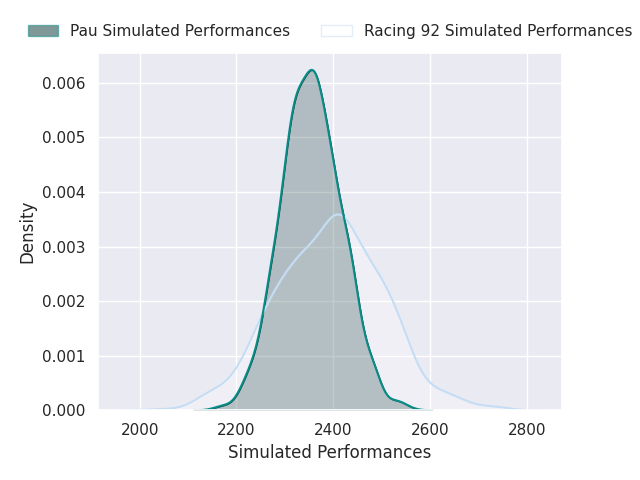 Pau Simulated Performances
Racing 92 Simulated Performances
0.006
0.005
0.004
0.003
0.002
0.001
0.000
Density
2000 2200 2400 2600 2800
Simulated Performances